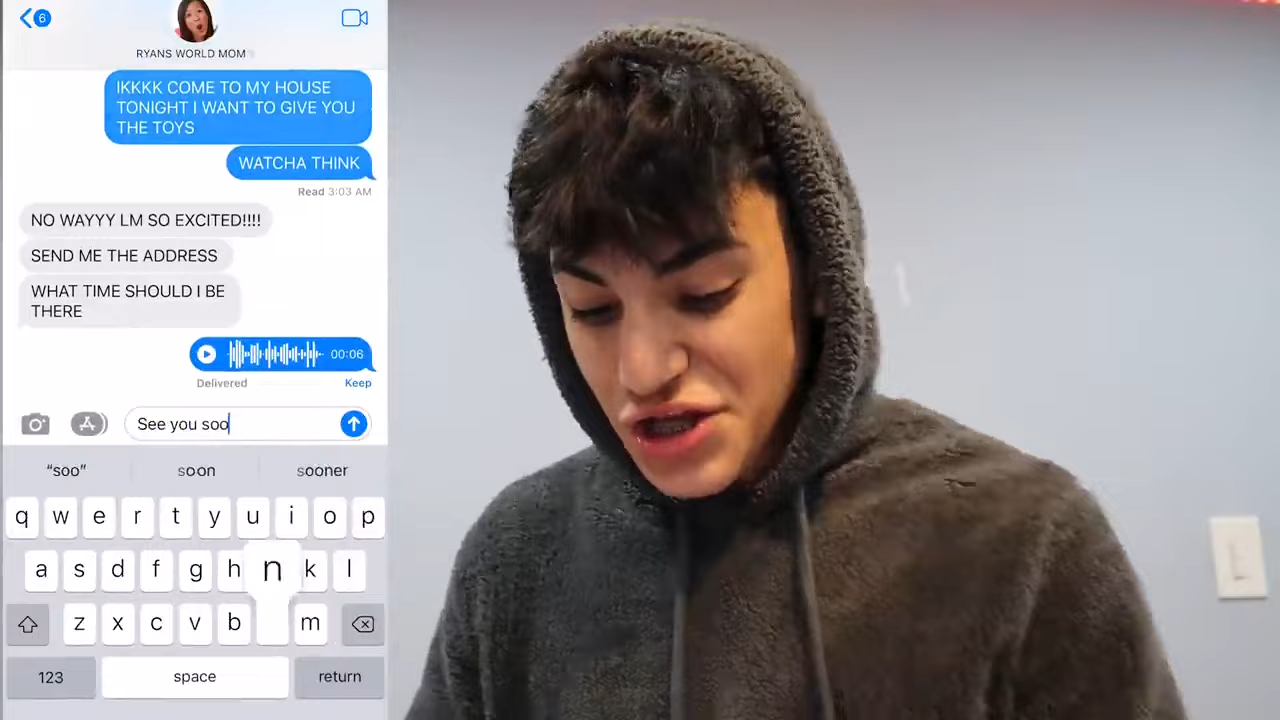 6
RYANS WORLD MOM
IKKKK COME TO MY HOUSE
TONIGHT I WANT TO GIVE YOU
THE TOYS
WATCHA THINK
Read 3:03 AM
NO WAYYY LM SO EXCITED!!!!
SEND ME THE ADDRESS
WHAT TIME SHOULD I BE
THERE
00:06
Delivered Keep
See you soo
“soo” soon sooner
q w e r t y u i o p
a s d f g h n k l
z x c v b m
123 space return